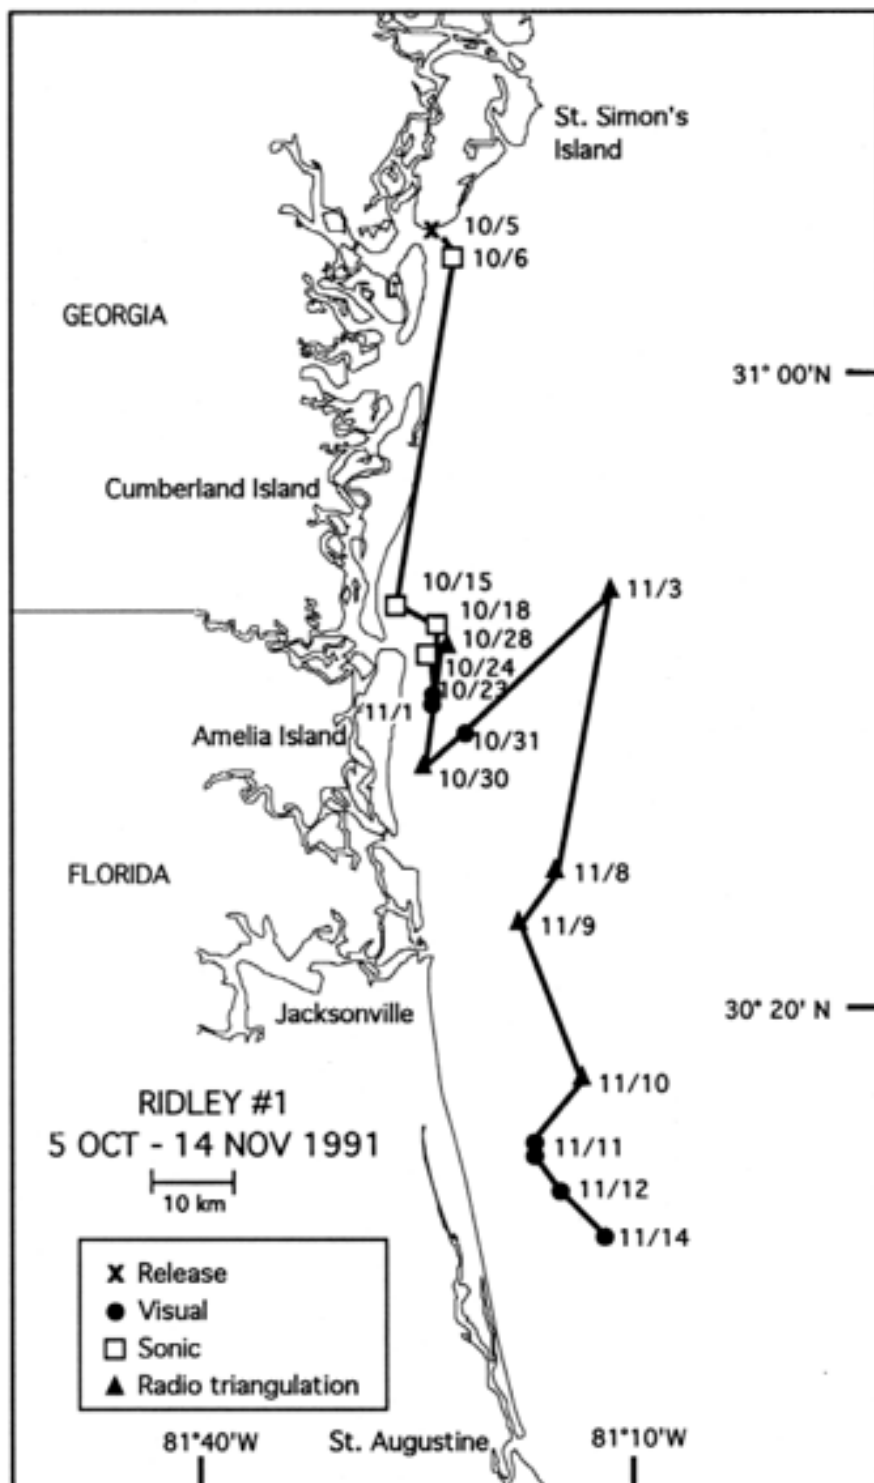 St. Simon's
Island
10/5
10/6
GEORGIA
31° 00'N
Cumberland Island
10/15
11/3
10/18
10/28
10/24
10/23
11/1
Amelia Island
10/31
10/30
FLORIDA
11/8
11/9
30° 20' N
Jacksonville
11/10
RIDLEY #1
5 OCT - 14 NOV 1991
11/11
11/12
10 km
11/14
x Release
Visual
Sonic
Radio triangulation
81°40'W
St. Augustine
81°10'W